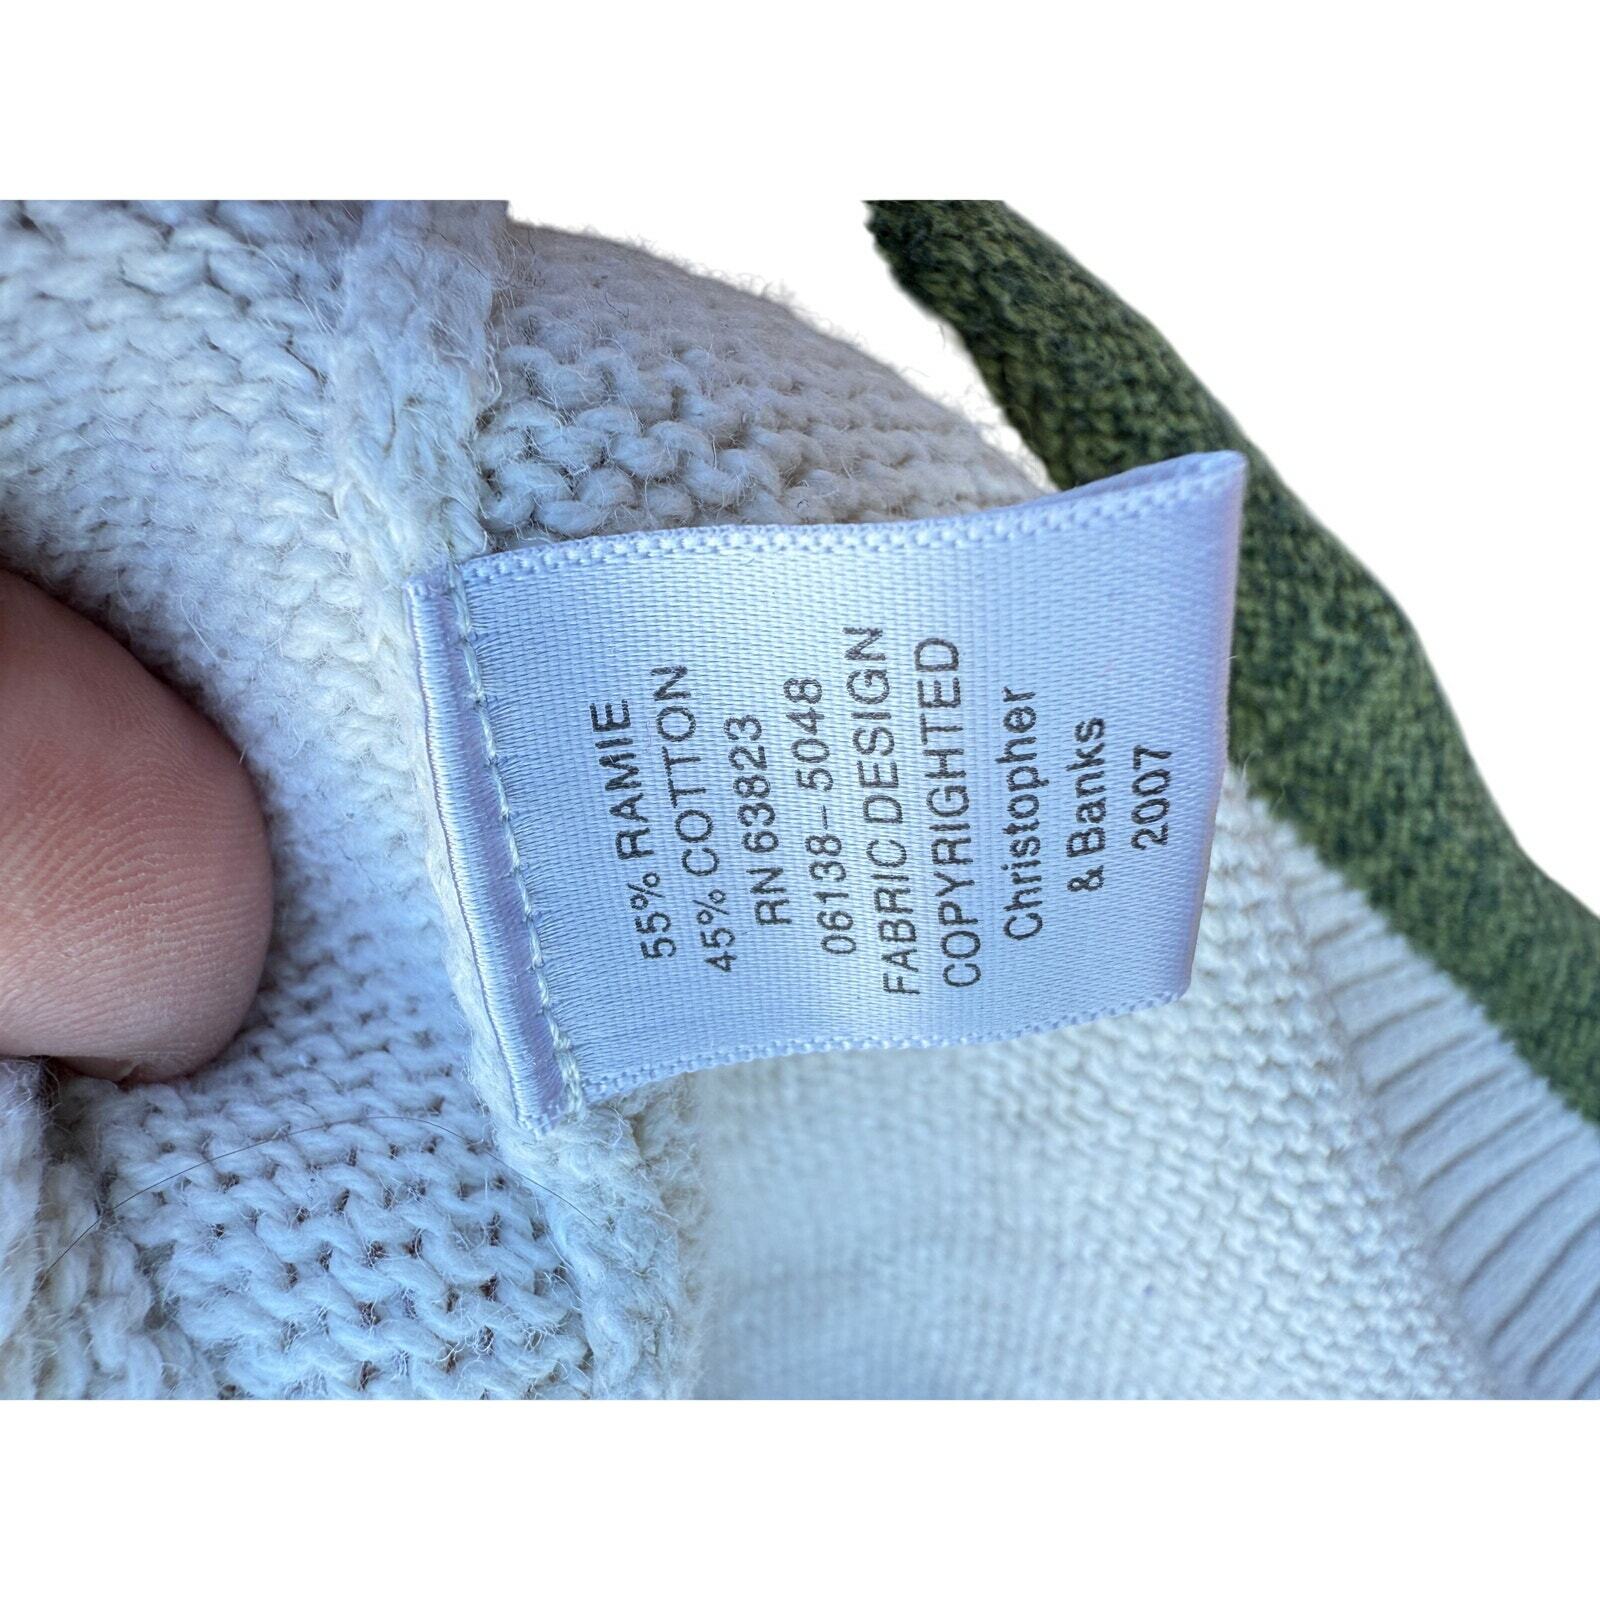 55% RAMIE
45% COTTON
RN 63823
06138-5048
FABRIC DESIGN
COPYRIGHTED
Christopher
& Banks
2007